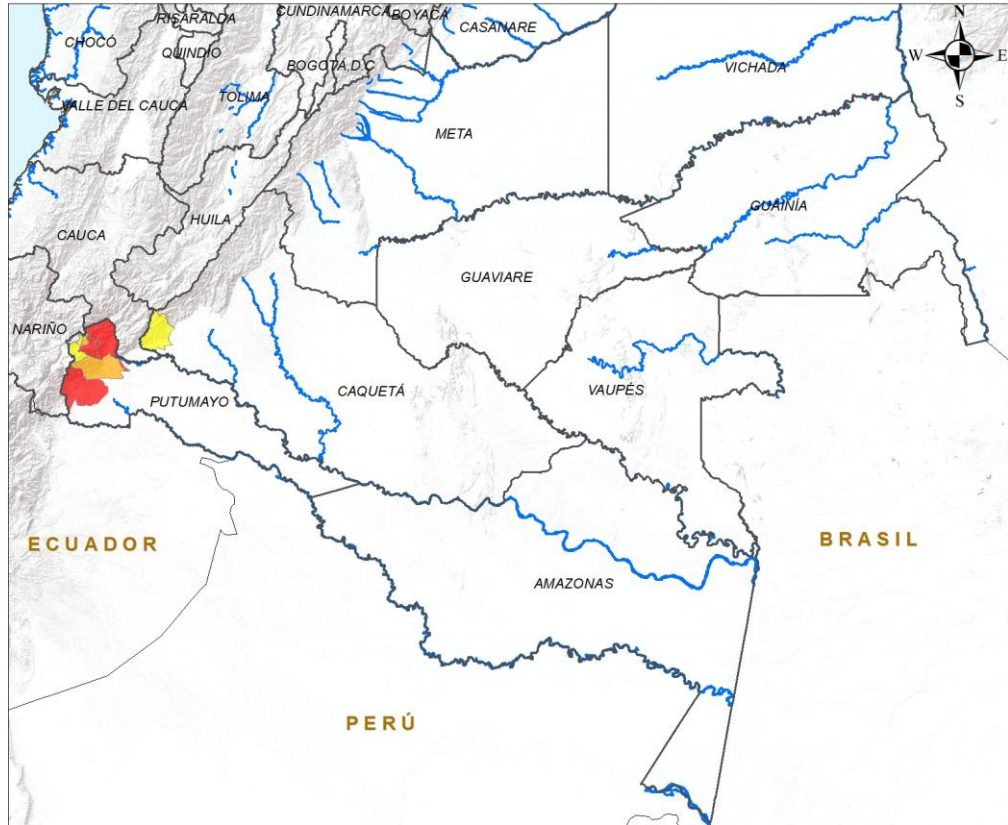 RISARALDA
CUNDINAMARCA
BOYACÁ
CASANARE
N
CHOCÓ
QUINDÍO
BOGOTÁ D.C
VICHADA
W
E
S
VALLE DEL CAUCA
TOLIMA
META
HUILA
GUAINÍA
CAUCA
GUAVIARE
NARIÑO
PUTUMAYO
CAQUETÁ
VAUPÉS
ECUADOR
BRASIL
AMAZONAS
PERÚ